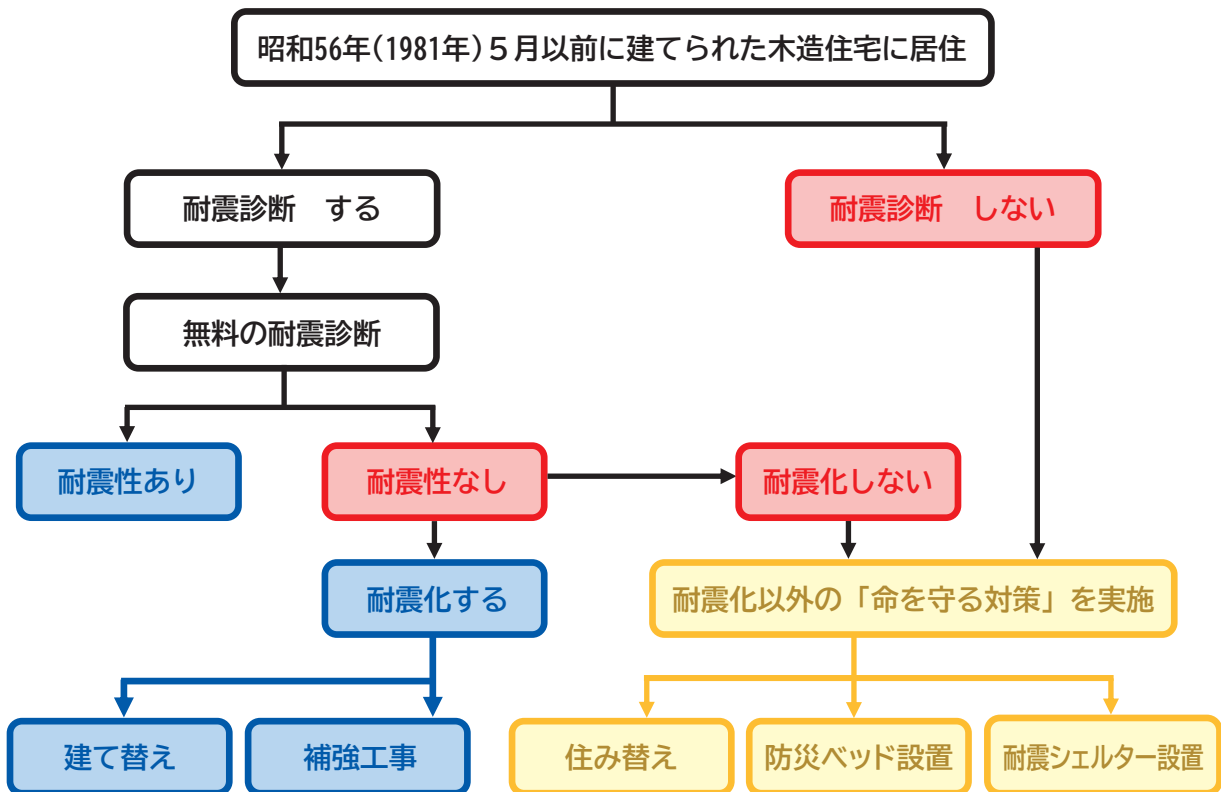 昭和56年(1981年)５月以前に建てられた木造住宅に居住
耐震診断　する
耐震診断　しない
無料の耐震診断
耐震性あり
耐震性なし
耐震化しない
耐震化する
耐震化以外の「命を守る対策」を実施
建て替え
補強工事
住み替え
防災ベッド設置
耐震シェルター設置